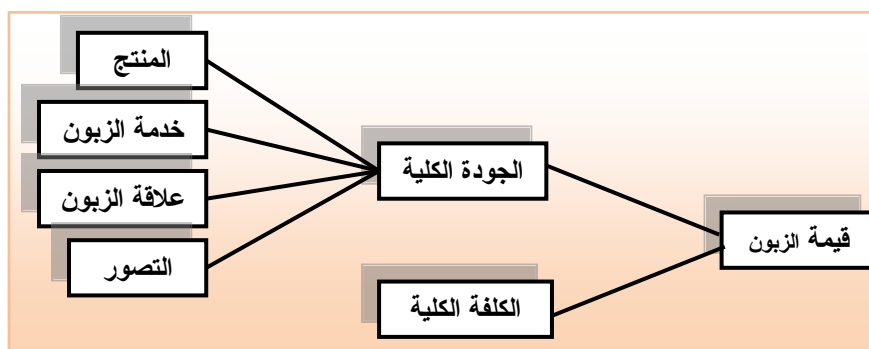 المنتج
خدمة الزبون
علاقة الزبون
التصور
الجودة الكلية
الكلفة الكلية
قيمة الزبون